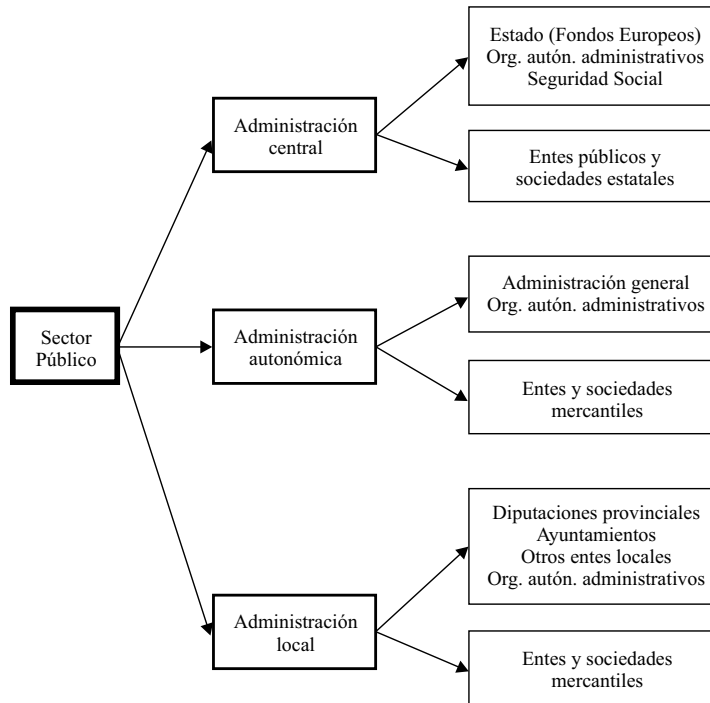 Estado (Fondos Europeos)
Org. autón. administrativos
Seguridad Social
Administración
central
Entes públicos y
sociedades estatales
Administración general
Org. autón. administrativos
Sector
Público
Administración
autonómica
Entes y sociedades
mercantiles
Diputaciones provinciales
Ayuntamientos
Otros entes locales
Org. autón. administrativos
Administración
local
Entes y sociedades
mercantiles